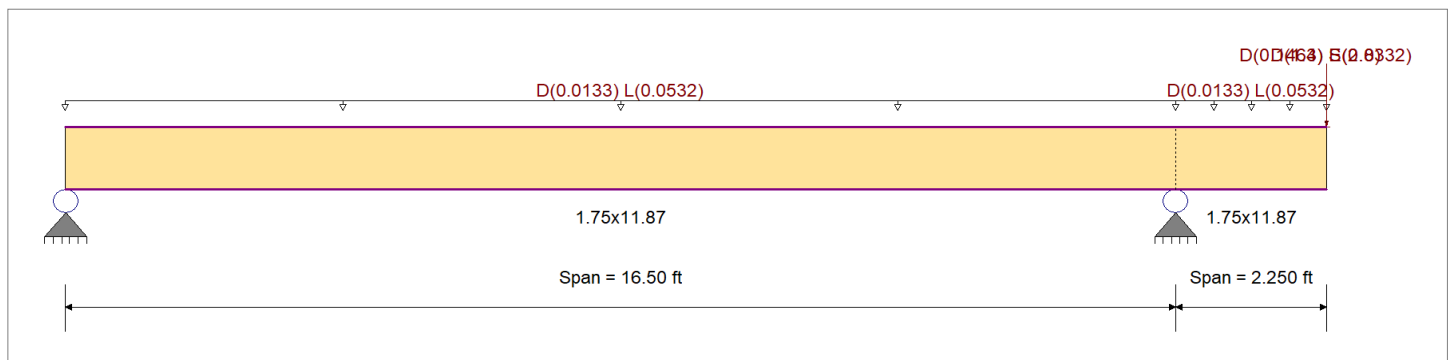 D(0.0133) L(0.0532)
D(0.0133) L(0.0532)
1.75x11.87
1.75x11.87
Span = 16.50 ft
Span = 2.250 ft